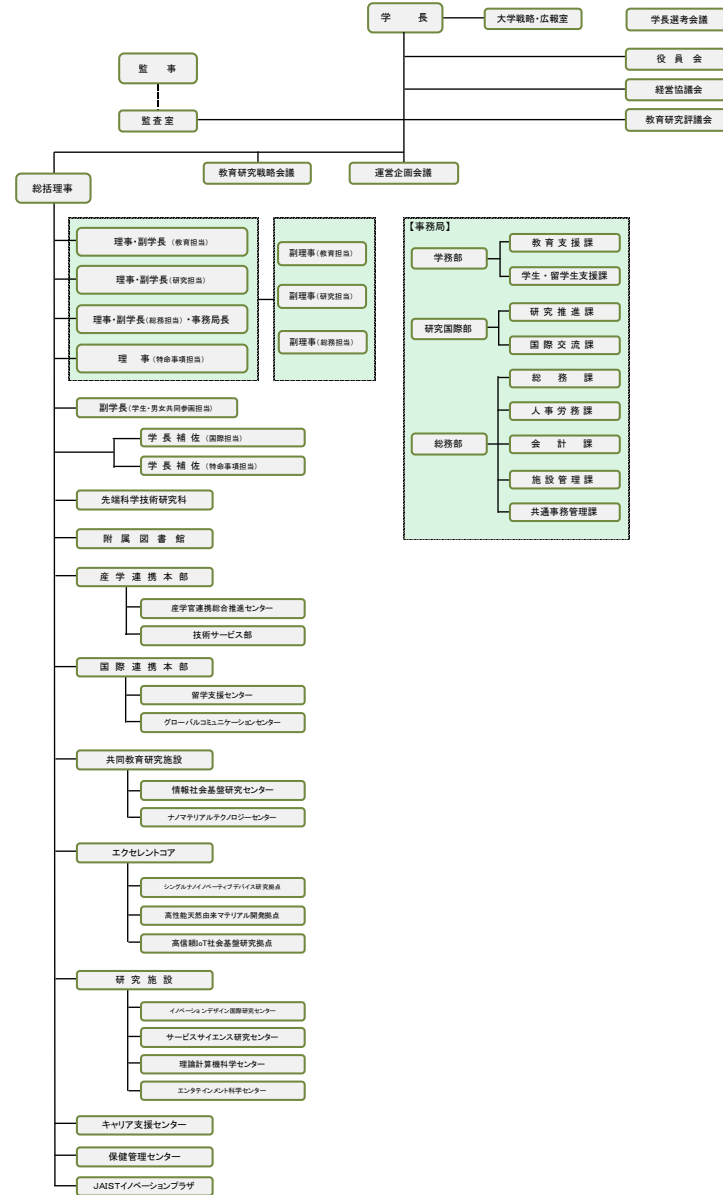 学 長
大学戦略・広報室
学長選考会議
役 員 会
監 事
経営協議会
監査室
教育研究評議会
教育研究戦略会議
運営企画会議
総括理事
理事・副学長（教育担当）
理事・副学長（研究担当）
理事・副学長（総務担当）・事務局長
理 事（特命事項担当）
副理事（教育担当）
副理事（研究担当）
副理事（総務担当）
【事務局】
学務部
教育支援課
学生・留学生支援課
研究国際部
研究推進課
国際交流課
総務部
総 務 課
人事労務課
会 計 課
施設管理課
共通事務管理課
副学長（学生・男女共同参画担当）
学長補佐（国際担当）
学長補佐（特命事項担当）
先端科学技術研究科
附属図書館
産学連携本部
産学官連携総合推進センター
技術サービス部
国際連携本部
留学支援センター
グローバルコミュニケーションセンター
共同教育研究施設
情報社会基盤研究センター
ナノマテリアルテクノロジーセンター
エクセレントコア
シングルナノイノベーティブデバイス研究拠点
高性能天然由来マテリアル開発拠点
高信頼IoT社会基盤研究拠点
研究施設
イノベーションデザイン国際研究センター
サービスサイエンス研究センター
理論計算機科学センター
エンタテインメント科学センター
キャリア支援センター
保健管理センター
JAISTイノベーションプラザ